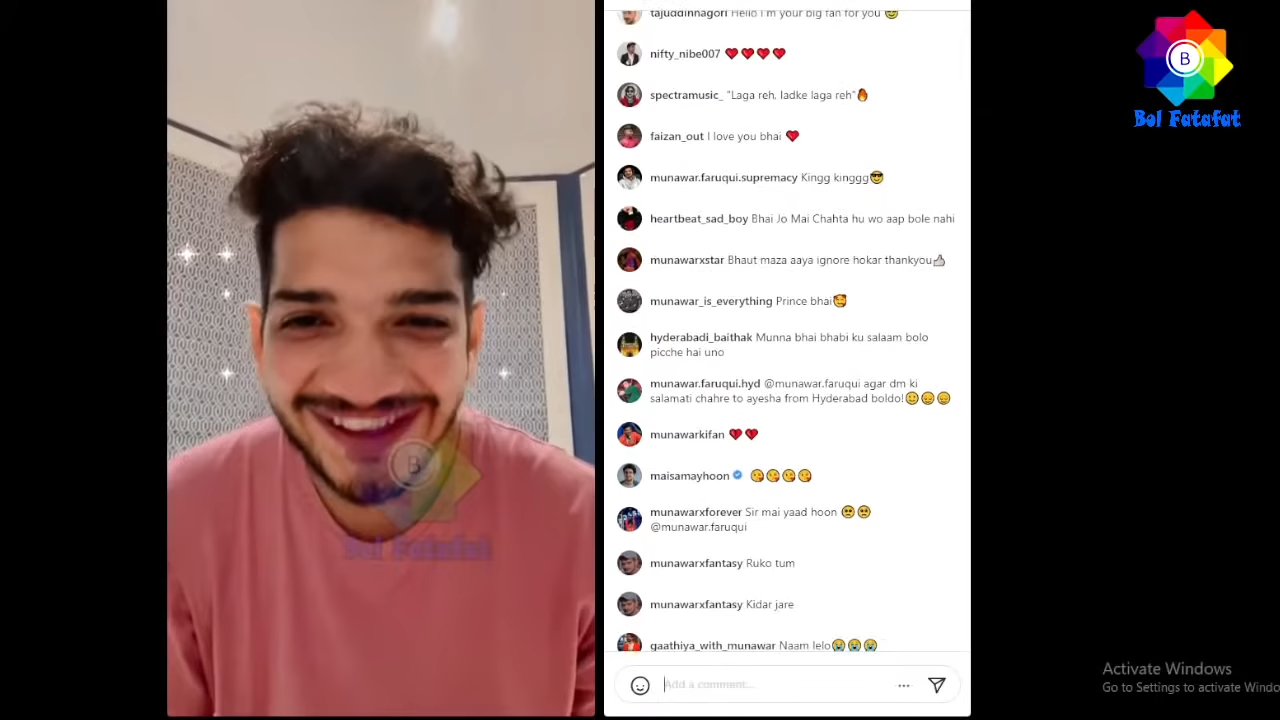 tajuddinnagori Hello I'm your big fan for you
nifty_nibe007
spectramusic_ "Laga reh, ladke laga reh"
faizan_out I love you bhai
munawar.faruqui.supremacy Kingg kinggg
heartbeat_sad_boy Bhai Jo Mai Chahta hu wo aap bole nahi
munawarxstar Bhaut maza aaya ignore hokar thankyou
munawar_is_everything Prince bhai
hyderabadi_baithak Munna bhai bhabi ku salaam bolo
picche hai uno
munawar.faruqui.hyd @munawar.faruqui agar dm ki
salamati chahre to ayesha from Hyderabad boldo!
munawarkifan
maisamayhoon
munawarxforever Sir mai yaad hoon
@munawar.faruqui
munawarxfantasy Ruko tum
munawarxfantasy Kidar jare
gaathiya_with_munawar Naam lelo
Add a comment...
B
Bol Fatafat
B
Bol Fatafat
Activate Windows
Go to Settings to activate Windo